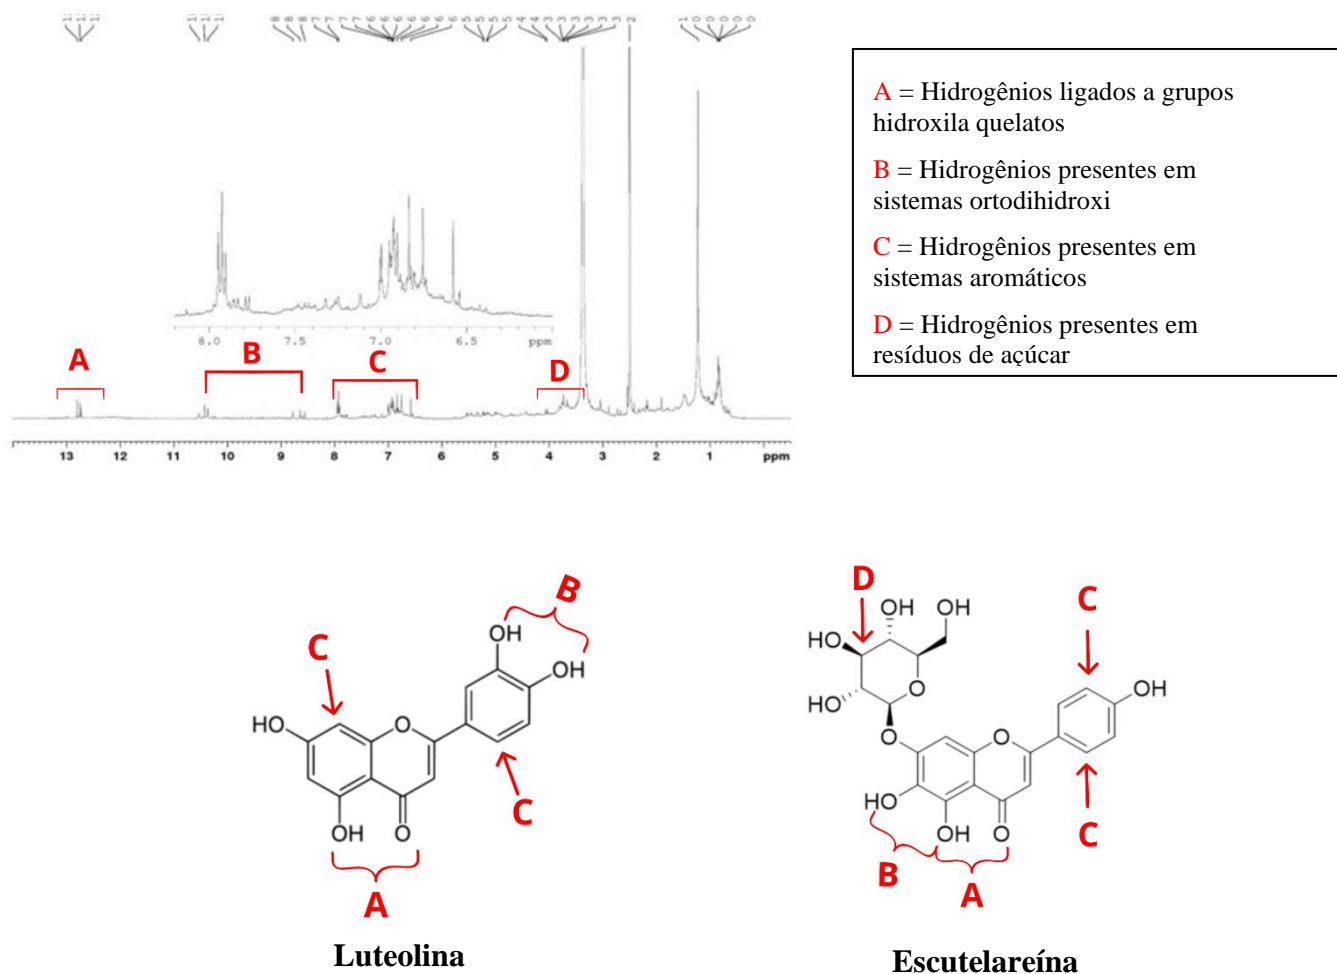 A = Hidrogênios ligados a grupos
hidroxila quelatos
B = Hidrogênios presentes em
sistemas ortodihidroxi
C = Hidrogênios presentes em
sistemas aromáticos
D = Hidrogênios presentes em
resíduos de açúcar
8.0 7.5 7.0 6.5 ppm
A B C D
13 12 11 10 9 8 7 6 5 4 3 2 1 ppm
B
OH
OH
C
HO
O
C
OH O
A
Luteolina
D
OH OH
HO
HO
O
O
C
OH
O
HO
OH O
C
B
A
Escutelareína